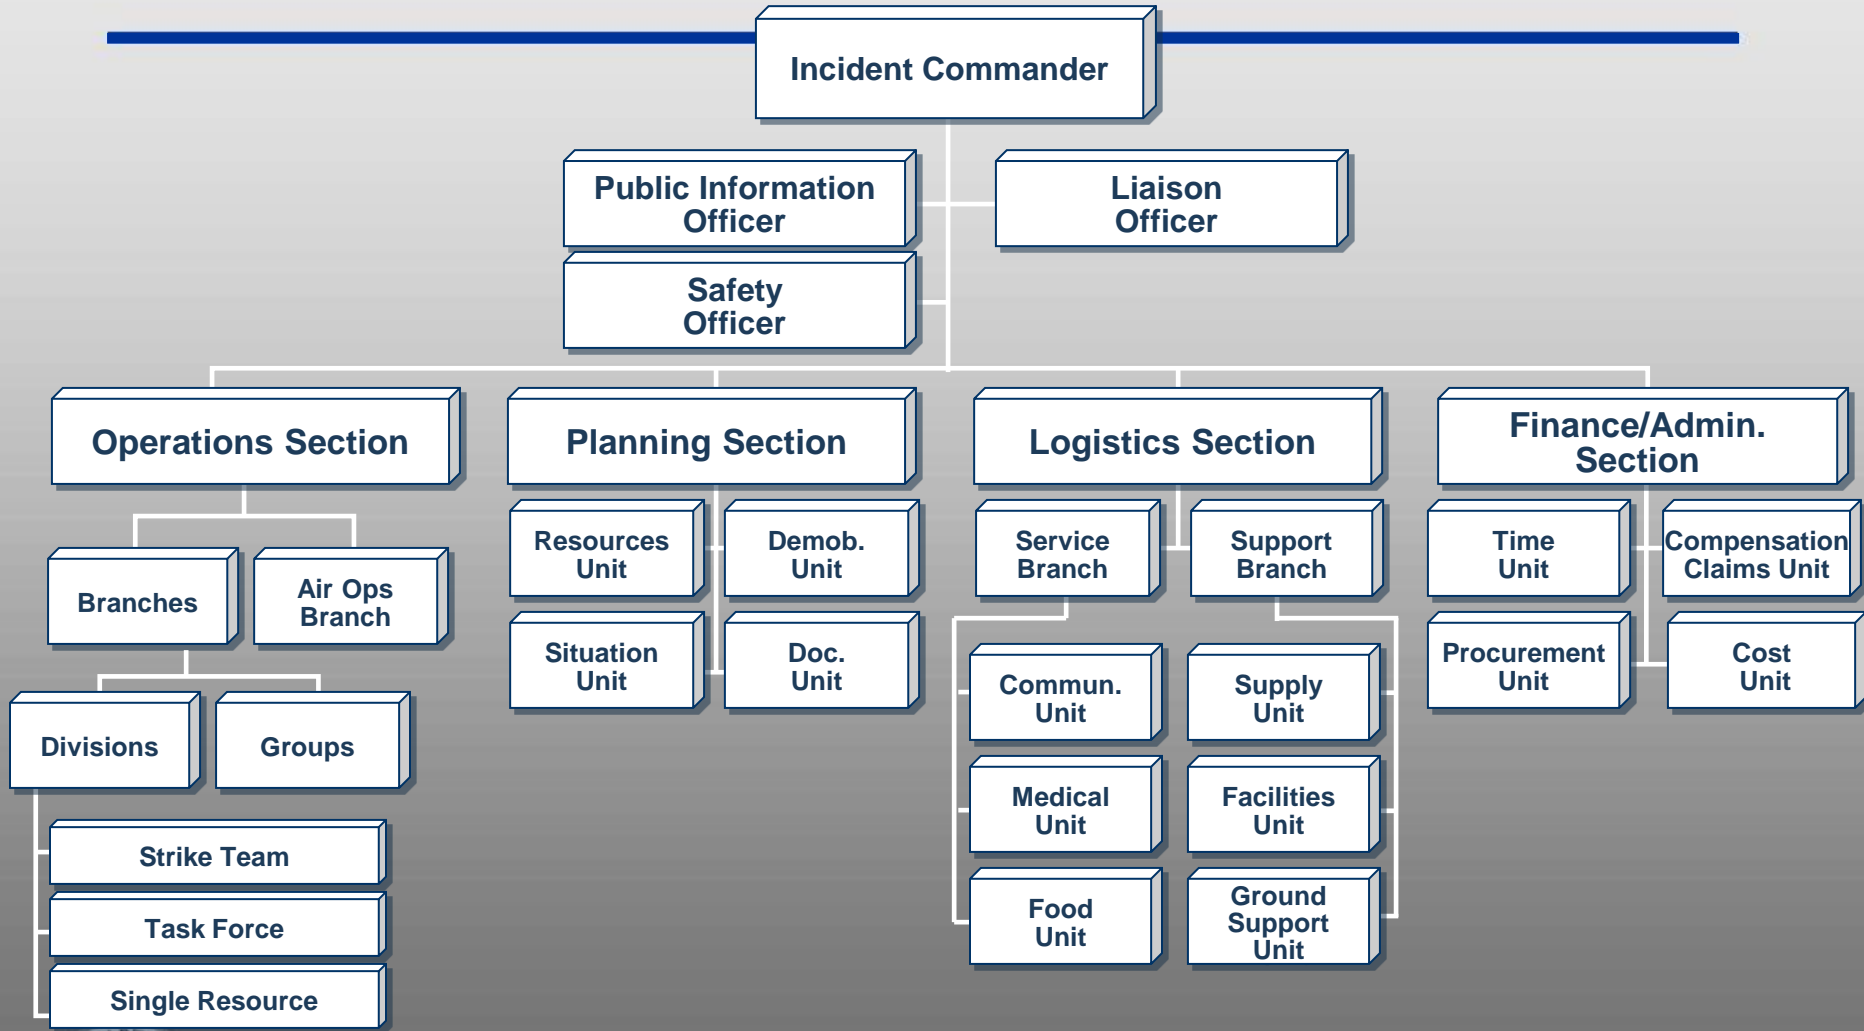 Incident Commander
Public Information
Officer
Liaison
Officer
Safety
Officer
Operations Section
Planning Section
Logistics Section
Finance/Admin.
Section
Branches
Air Ops
Branch
Divisions
Groups
Strike Team
Task Force
Single Resource
Resources
Unit
Demob.
Unit
Situation
Unit
Doc.
Unit
Service
Branch
Support
Branch
Commun.
Unit
Supply
Unit
Medical
Unit
Facilities
Unit
Food
Unit
Ground
Support
Unit
Time
Unit
Compensation
Claims Unit
Procurement
Unit
Cost
Unit